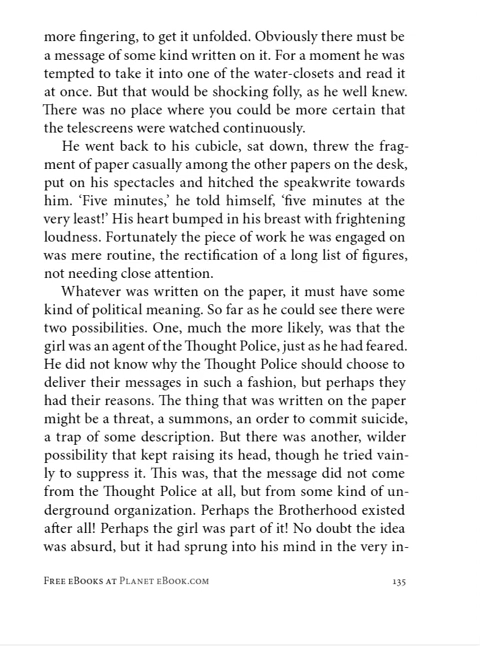 more fingering, to get it unfolded. Obviously there must be
a message of some kind written on it. For a moment he was
tempted to take it into one of the water-closets and read it
at once. But that would be shocking folly, as he well knew.
There was no place where you could be more certain that
the telescreens were watched continuously.
He went back to his cubicle, sat down, threw the frag-
ment of paper casually among the other papers on the desk,
put on his spectacles and hitched the speakwrite towards
him. ‘Five minutes,’ he told himself, ‘five minutes at the
very least!’ His heart bumped in his breast with frightening
loudness. Fortunately the piece of work he was engaged on
was mere routine, the rectification of a long list of figures,
not needing close attention.
Whatever was written on the paper, it must have some
kind of political meaning. So far as he could see there were
two possibilities. One, much the more likely, was that the
girl was an agent of the Thought Police, just as he had feared.
He did not know why the Thought Police should choose to
deliver their messages in such a fashion, but perhaps they
had their reasons. The thing that was written on the paper
might be a threat, a summons, an order to commit suicide,
a trap of some description. But there was another, wilder
possibility that kept raising its head, though he tried vain-
ly to suppress it. This was, that the message did not come
from the Thought Police at all, but from some kind of un-
derground organization. Perhaps the Brotherhood existed
after all! Perhaps the girl was part of it! No doubt the idea
was absurd, but it had sprung into his mind in the very in-
Free eBooks at Planet eBook.com 135